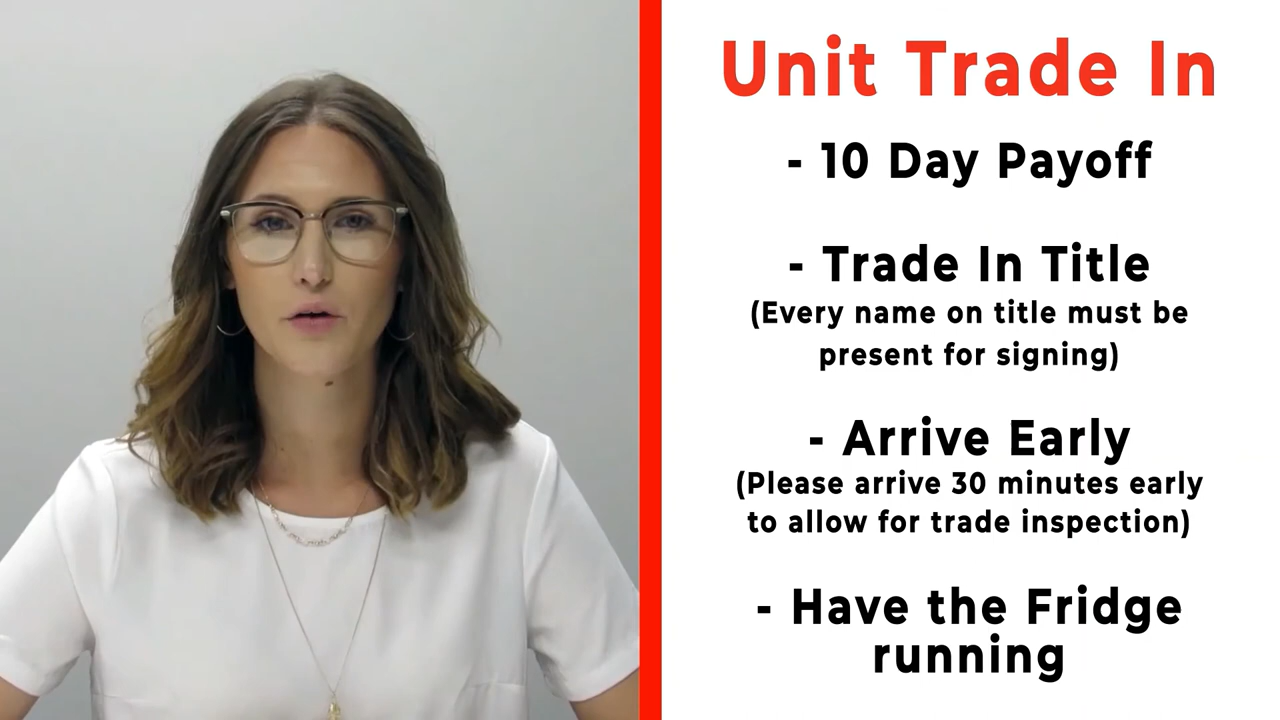 Unit Trade In
- 10 Day Payoff
- Trade In Title
(Every name on title must be
present for signing)
- Arrive Early
(Please arrive 30 minutes early
to allow for trade inspection)
- Have the Fridge
running